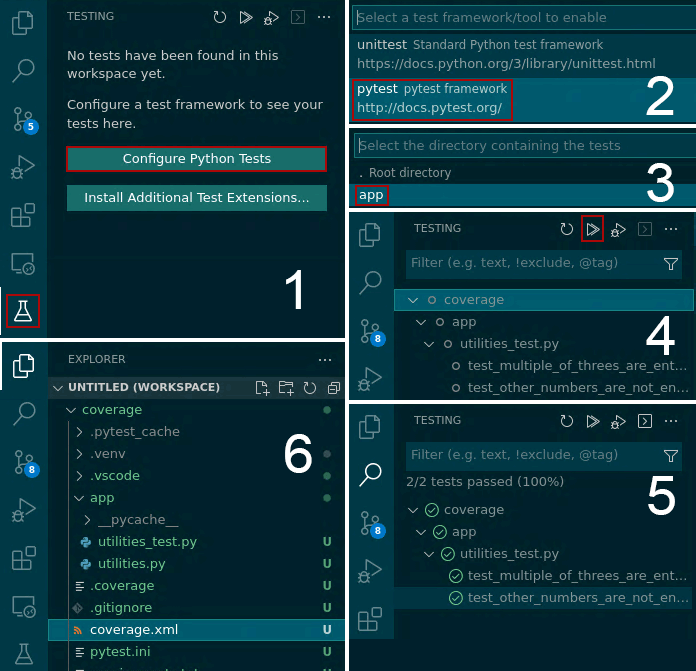 TESTING
No tests have been found in this
workspace yet.
Configure a test framework to see your
tests here.
Configure Python Tests
Install Additional Test Extensions...
5
1
Select a test framework/tool to enable
unittest Standard Python test framework
https://docs.python.org/3/library/unittest.html
pytest pytest framework
http://docs.pytest.org/
2
Select the directory containing the tests
. Root directory
app
3
TESTING
Filter (e.g. text, !exclude, @tag)
coverage
app
utilities_test.py
test_multiple_of_threes_are_ent...
test_other_numbers_are_not_en...
8
4
TESTING
Filter (e.g. text, !exclude, @tag)
2/2 tests passed (100%)
coverage
app
utilities_test.py
test_multiple_of_threes_are_ent...
test_other_numbers_are_not_en...
8
5
EXPLORER
UNTITLED (WORKSPACE)
coverage
.pytest_cache
.venv
.vscode
app
__pycache__
utilities_test.py U
utilities.py U
.coverage U
.gitignore U
coverage.xml U
pytest.ini U
8
6